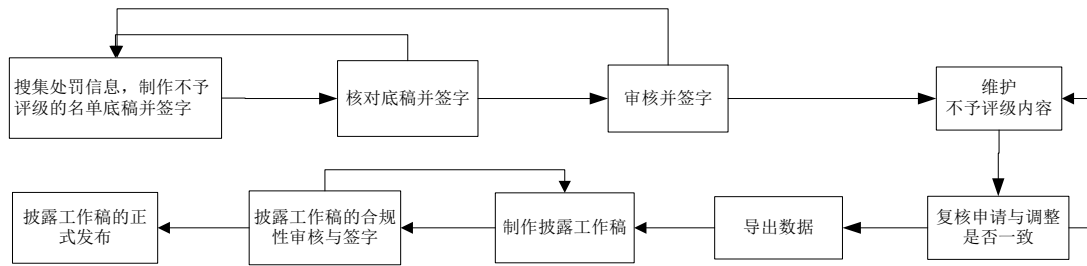 搜集处罚信息，制作不予
评级的名单底稿并签字
核对底稿并签字
审核并签字
维护
不予评级内容
披露工作稿的正
式发布
披露工作稿的合规
性审核与签字
制作披露工作稿
导出数据
复核申请与调整
是否一致